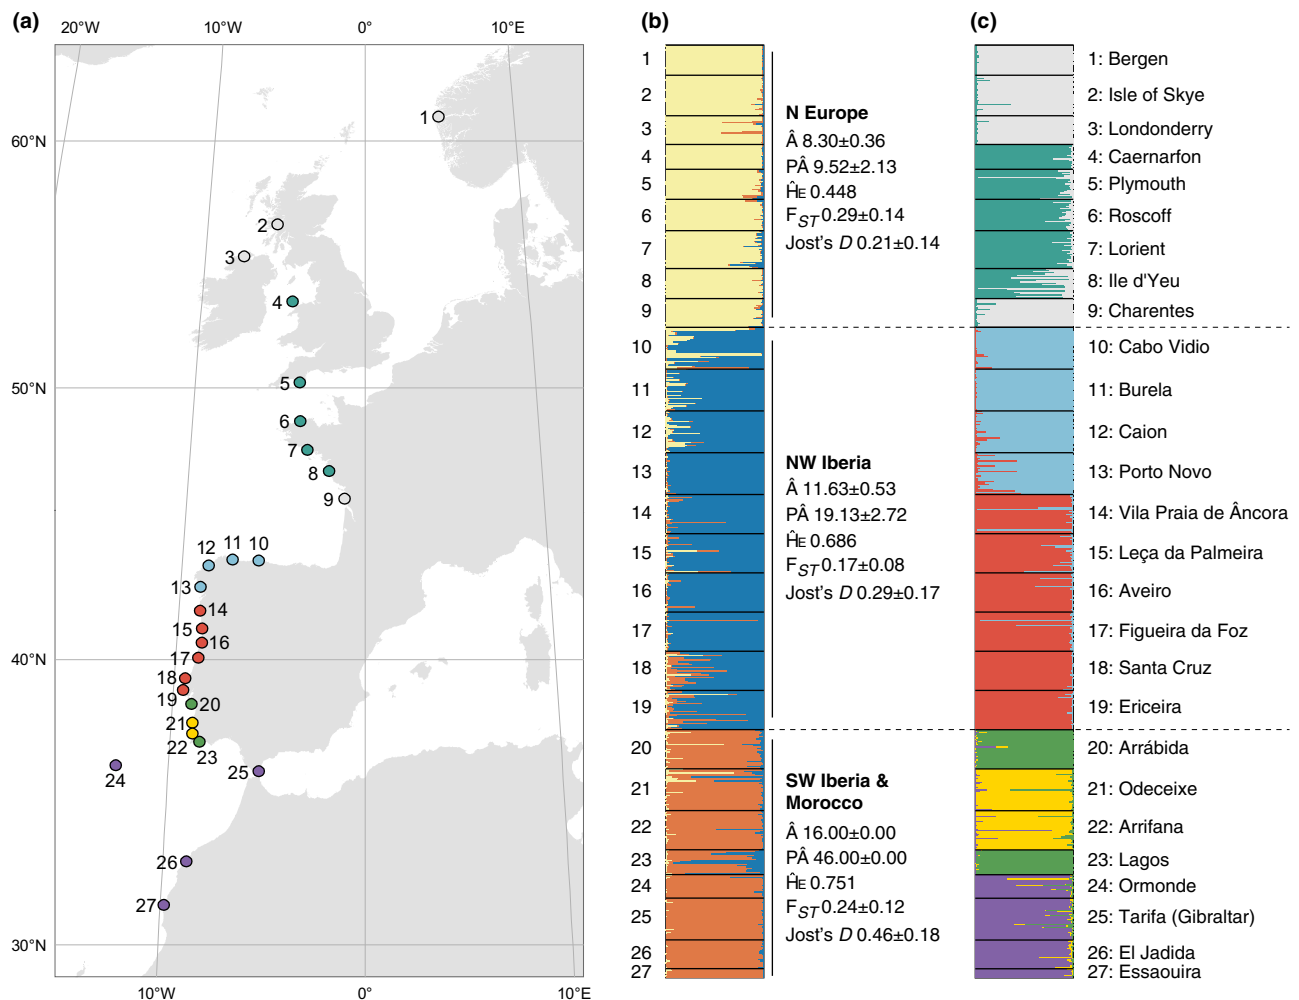 (a)
20°W 10°W 0° 10°E
60°N
50°N
40°N
30°N
10°W 0° 10°E
1
2
3
4
5
6
7
8
9
12 11 10
13
14
15
16
17
18
19
20
21
22
23
24
25
26
27
(b)
1
2
3
4
5
6
7
8
9
10
11
12
13
14
15
16
17
18
19
20
21
22
23
24
25
26
27
N Europe
Â 8.30±0.36
PÂ 9.52±2.13
ĤE 0.448
FST 0.29±0.14
Jost's D 0.21±0.14
NW Iberia
Â 11.63±0.53
PÂ 19.13±2.72
ĤE 0.686
FST 0.17±0.08
Jost's D 0.29±0.17
SW Iberia &
Morocco
Â 16.00±0.00
PÂ 46.00±0.00
ĤE 0.751
FST 0.24±0.12
Jost's D 0.46±0.18
(c)
1: Bergen
2: Isle of Skye
3: Londonderry
4: Caernarfon
5: Plymouth
6: Roscoff
7: Lorient
8: Ile d'Yeu
9: Charentes
10: Cabo Vidio
11: Burela
12: Caion
13: Porto Novo
14: Vila Praia de Âncora
15: Leça da Palmeira
16: Aveiro
17: Figueira da Foz
18: Santa Cruz
19: Ericeira
20: Arrábida
21: Odeceixe
22: Arrifana
23: Lagos
24: Ormonde
25: Tarifa (Gibraltar)
26: El Jadida
27: Essaouira